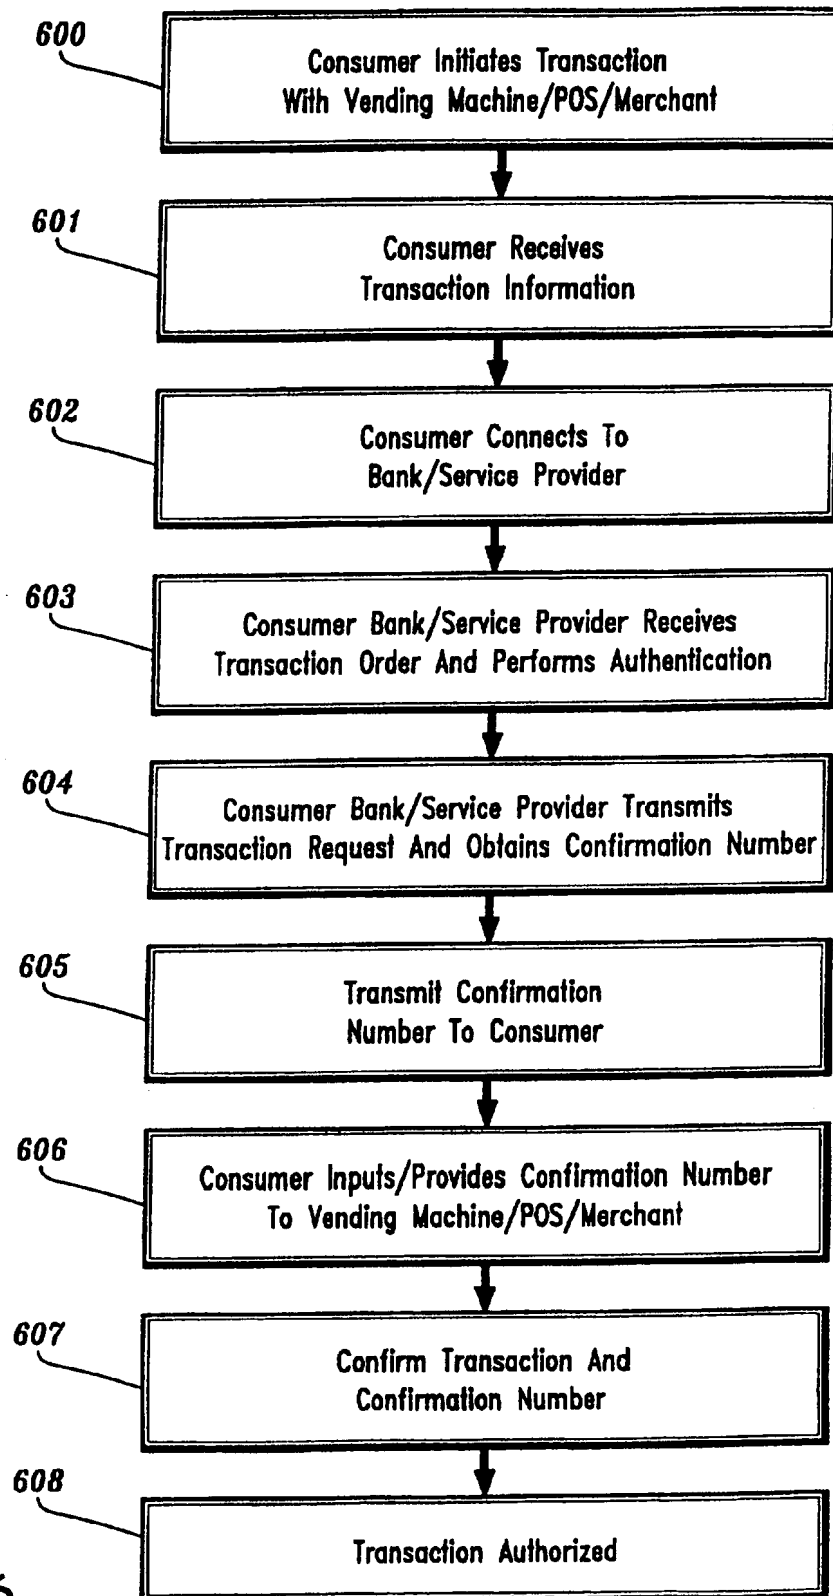 600
Consumer Initiates Transaction
With Vending Machine/POS/Merchant
601
Consumer Receives
Transaction Information
602
Consumer Connects To
Bank/Service Provider
603
Consumer Bank/Service Provider Receives
Transaction Order And Performs Authentication
604
Consumer Bank/Service Provider Transmits
Transaction Request And Obtains Confirmation Number
605
Transmit Confirmation
Number To Consumer
606
Consumer Inputs/Provides Confirmation Number
To Vending Machine/POS/Merchant
607
Confirm Transaction And
Confirmation Number
608
Transaction Authorized